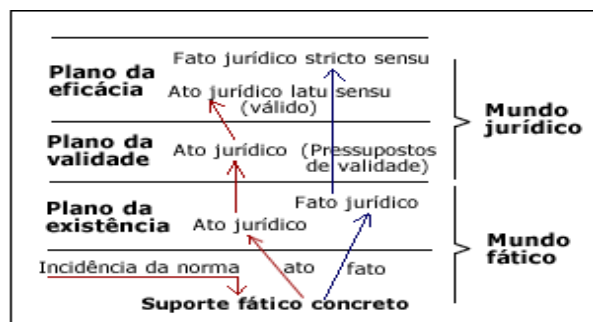 Fato jurídico stricto sensu
Plano da
eficácia
Ato jurídico latu sensu
(válido)
Mundo
jurídico
Plano da
validade
Ato jurídico (Pressupostos
de validade)
Plano da
existência
Fato jurídico
Ato jurídico
Mundo
fático
Incidência da norma ato fato
Suporte fático concreto